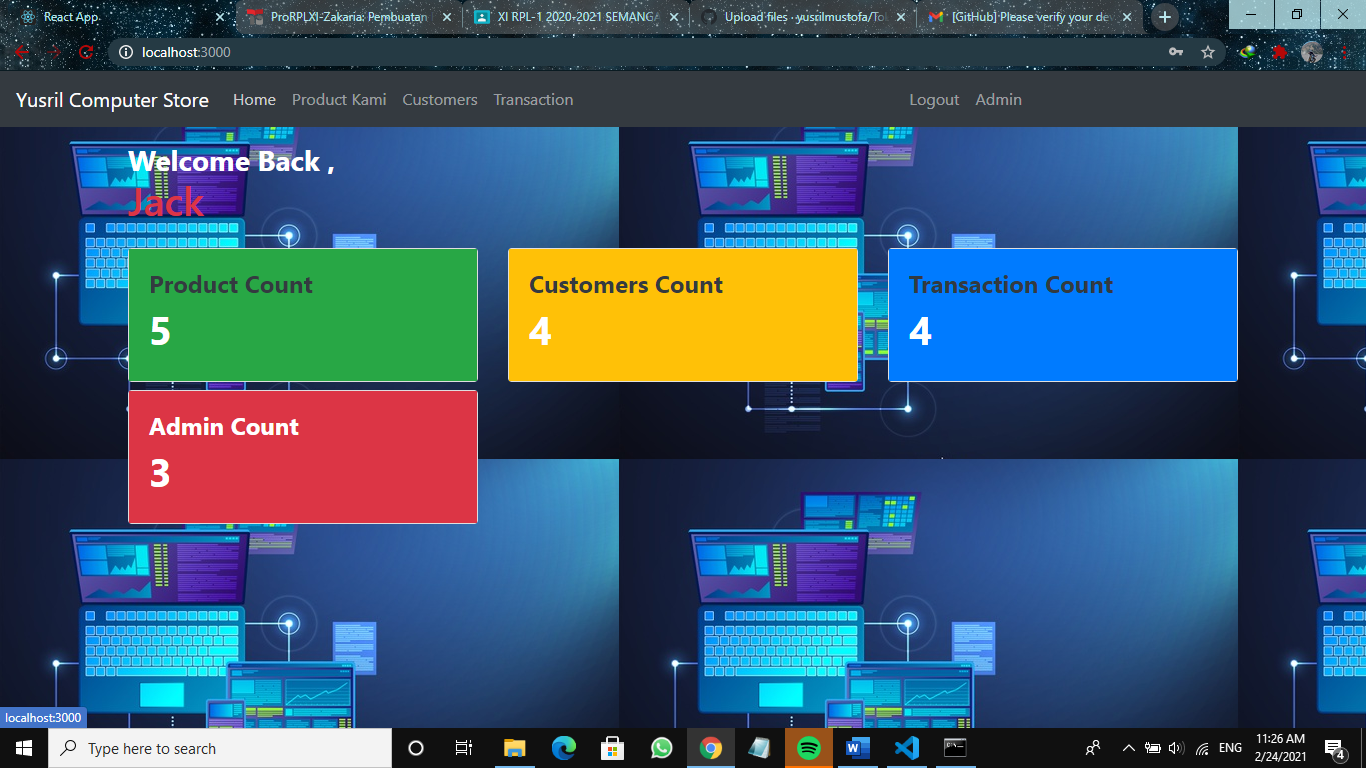 React App
ProRPLXI-Zakaria: Pembuatan
XI RPL-1 2020-2021 SEMANGA
Upload files · yusrilmustofa/Tol
[GitHub] Please verify your dev
localhost:3000
Yusril Computer Store Home Product Kami Customers Transaction Logout Admin
Welcome Back ,
Jack
Product Count
5
Customers Count
4
Transaction Count
4
Admin Count
3
localhost:3000
Type here to search
ENG
11:26 AM
2/24/2021
4